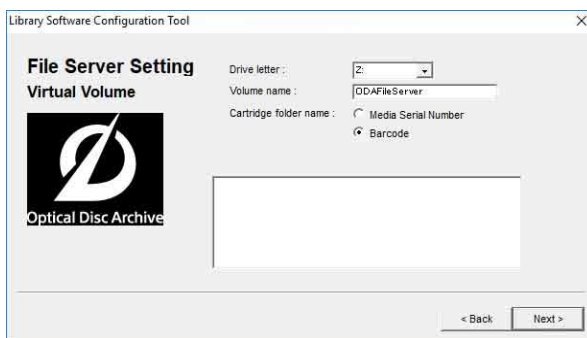 Library Software Configuration Tool
File Server Setting
Virtual Volume
Optical Disc Archive
Drive letter :
Z:
Volume name :
ODAFileServer
Cartridge folder name :
Media Serial Number
Barcode
< Back
Next >